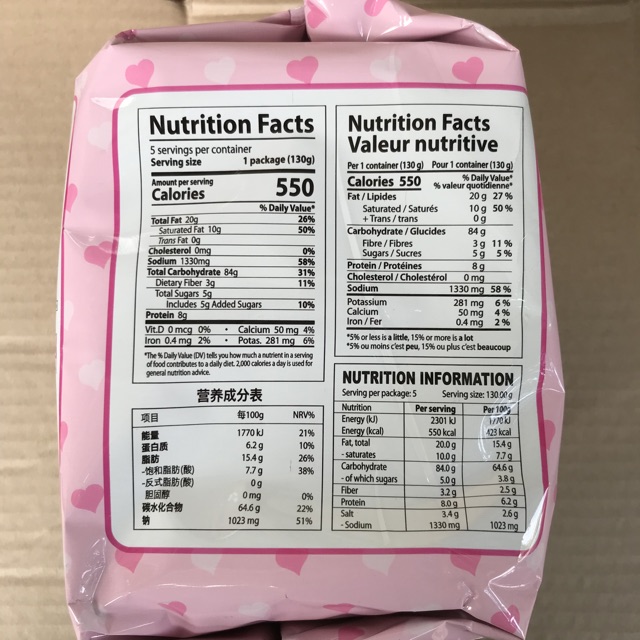 Nutrition Facts
5 servings per container
Serving size 1 package (130g)
Amount per serving
Calories 550
% Daily Value*
Total Fat 20g 26%
Saturated Fat 10g 50%
Trans Fat 0g
Cholesterol 0mg 0%
Sodium 1330mg 58%
Total Carbohydrate 84g 31%
Dietary Fiber 3g 11%
Total Sugars 5g
Includes 5g Added Sugars 10%
Protein 8g
Vit.D 0 mcg 0% • Calcium 50 mg 4%
Iron 0.4 mg 2% • Potas. 281 mg 6%
*The % Daily Value (DV) tells you how much a nutrient in a serving
of food contributes to a daily diet. 2,000 calories a day is used for
general nutrition advice.
营养成分表
项目 每100g NRV%
能量 1770 kJ 21%
蛋白质 6.2 g 10%
脂肪 15.4 g 26%
-饱和脂肪(酸) 7.7 g 38%
-反式脂肪(酸) 0 g
胆固醇 0 mg 0%
碳水化合物 64.6 g 22%
钠 1023 mg 51%
Nutrition Facts
Valeur nutritive
Per 1 container (130 g) Pour 1 container (130 g)
Calories 550
% Daily Value*
% valeur quotidienne*
Fat / Lipides 20 g 27 %
Saturated / Saturés 10 g 50 %
+ Trans / trans 0 g
Carbohydrate / Glucides 84 g
Fibre / Fibres 3 g 11 %
Sugars / Sucres 5 g 5 %
Protein / Protéines 8 g
Cholesterol / Cholestérol 0 mg
Sodium 1330 mg 58 %
Potassium 281 mg 6 %
Calcium 50 mg 4 %
Iron / Fer 0.4 mg 2 %
*5% or less is a little, 15% or more is a lot
*5% ou moins c'est peu, 15% ou plus c'est beaucoup
NUTRITION INFORMATION
Serving per package: 5 Serving size: 130.00 g
Nutrition Per serving Per 100g
Energy (kJ) 2301 kJ 1770 kJ
Energy (kcal) 550 kcal 423 kcal
Fat, total 20.0 g 15.4 g
- saturates 10.0 g 7.7 g
Carbohydrate 84.0 g 64.6 g
- of which sugars 5.0 g 3.8 g
Fiber 3.2 g 2.5 g
Protein 8.0 g 6.2 g
Salt 3.4 g 2.6 g
- Sodium 1330 mg 1023 mg